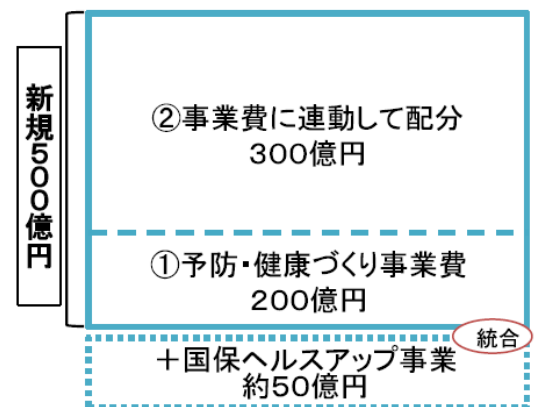 新規500億円
②事業費に連動して配分
300億円
①予防・健康づくり事業費
200億円
統合
＋国保ヘルスアップ事業
約50億円